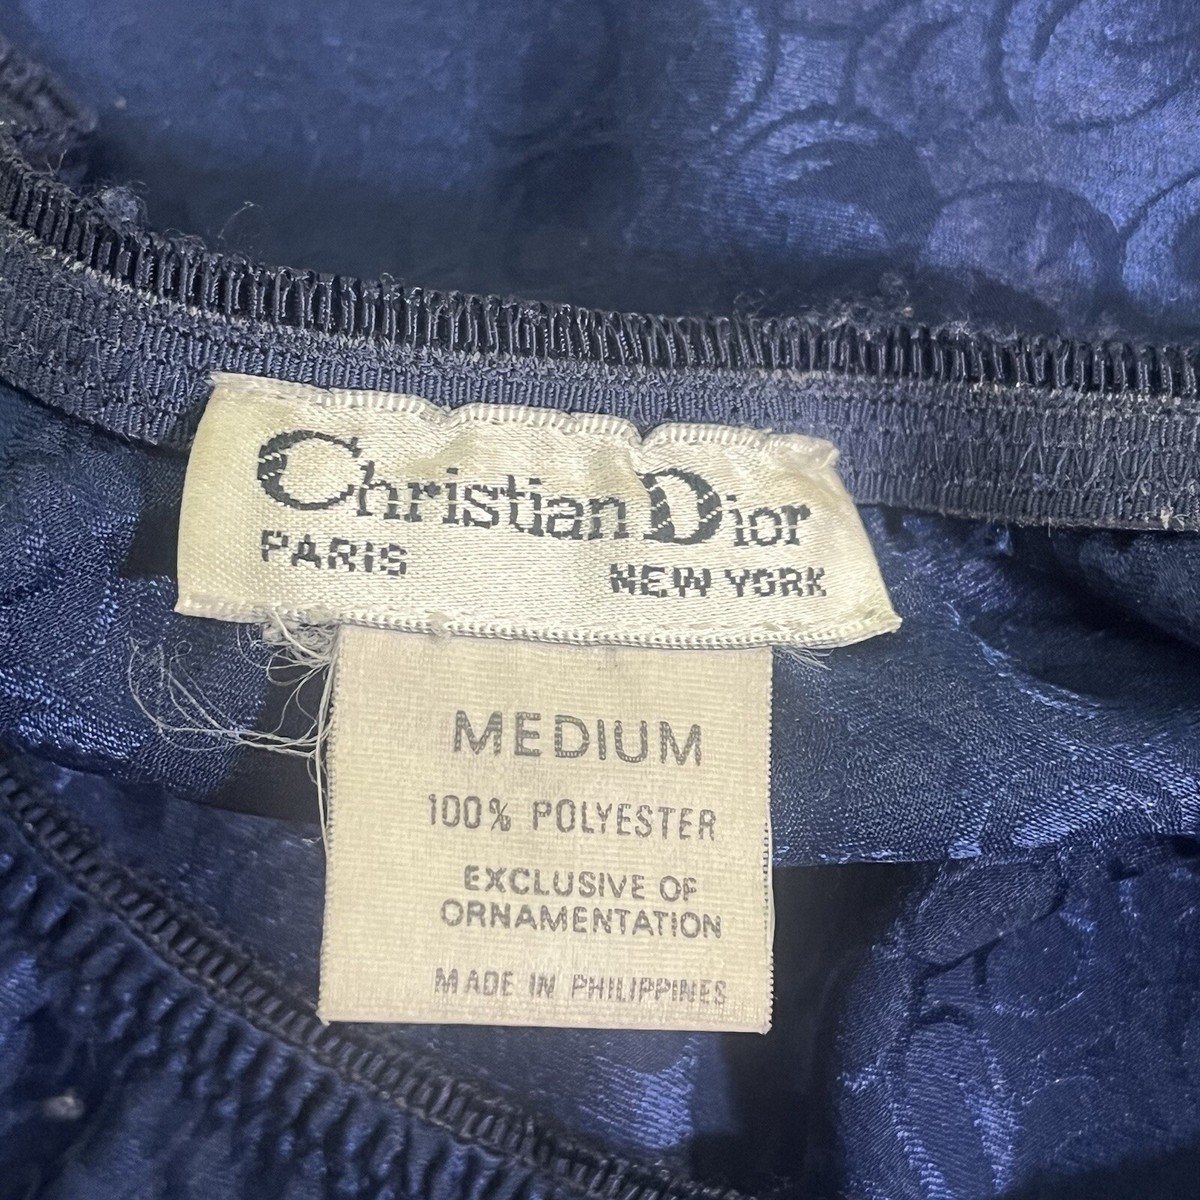 Christian Dior
PARIS NEW YORK
MEDIUM
100% POLYESTER
EXCLUSIVE OF
ORNAMENTATION
MADE IN PHILIPPINES